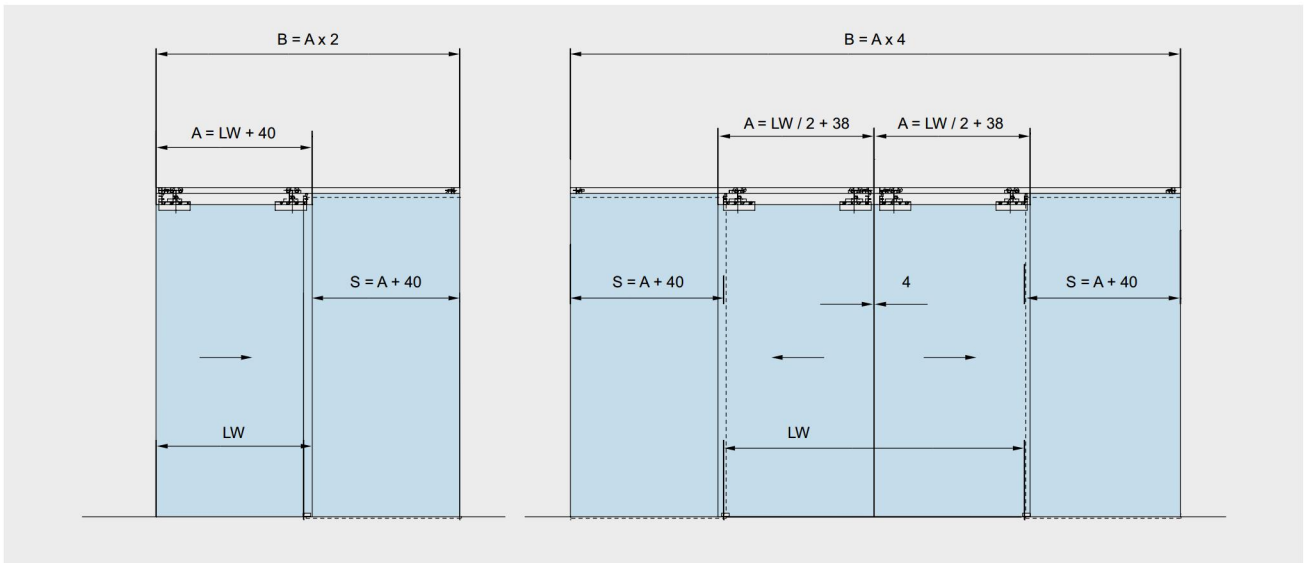 B = A x 2
A = LW + 40
S = A + 40
LW
B = A x 4
A = LW / 2 + 38
A = LW / 2 + 38
S = A + 40
4
S = A + 40
LW